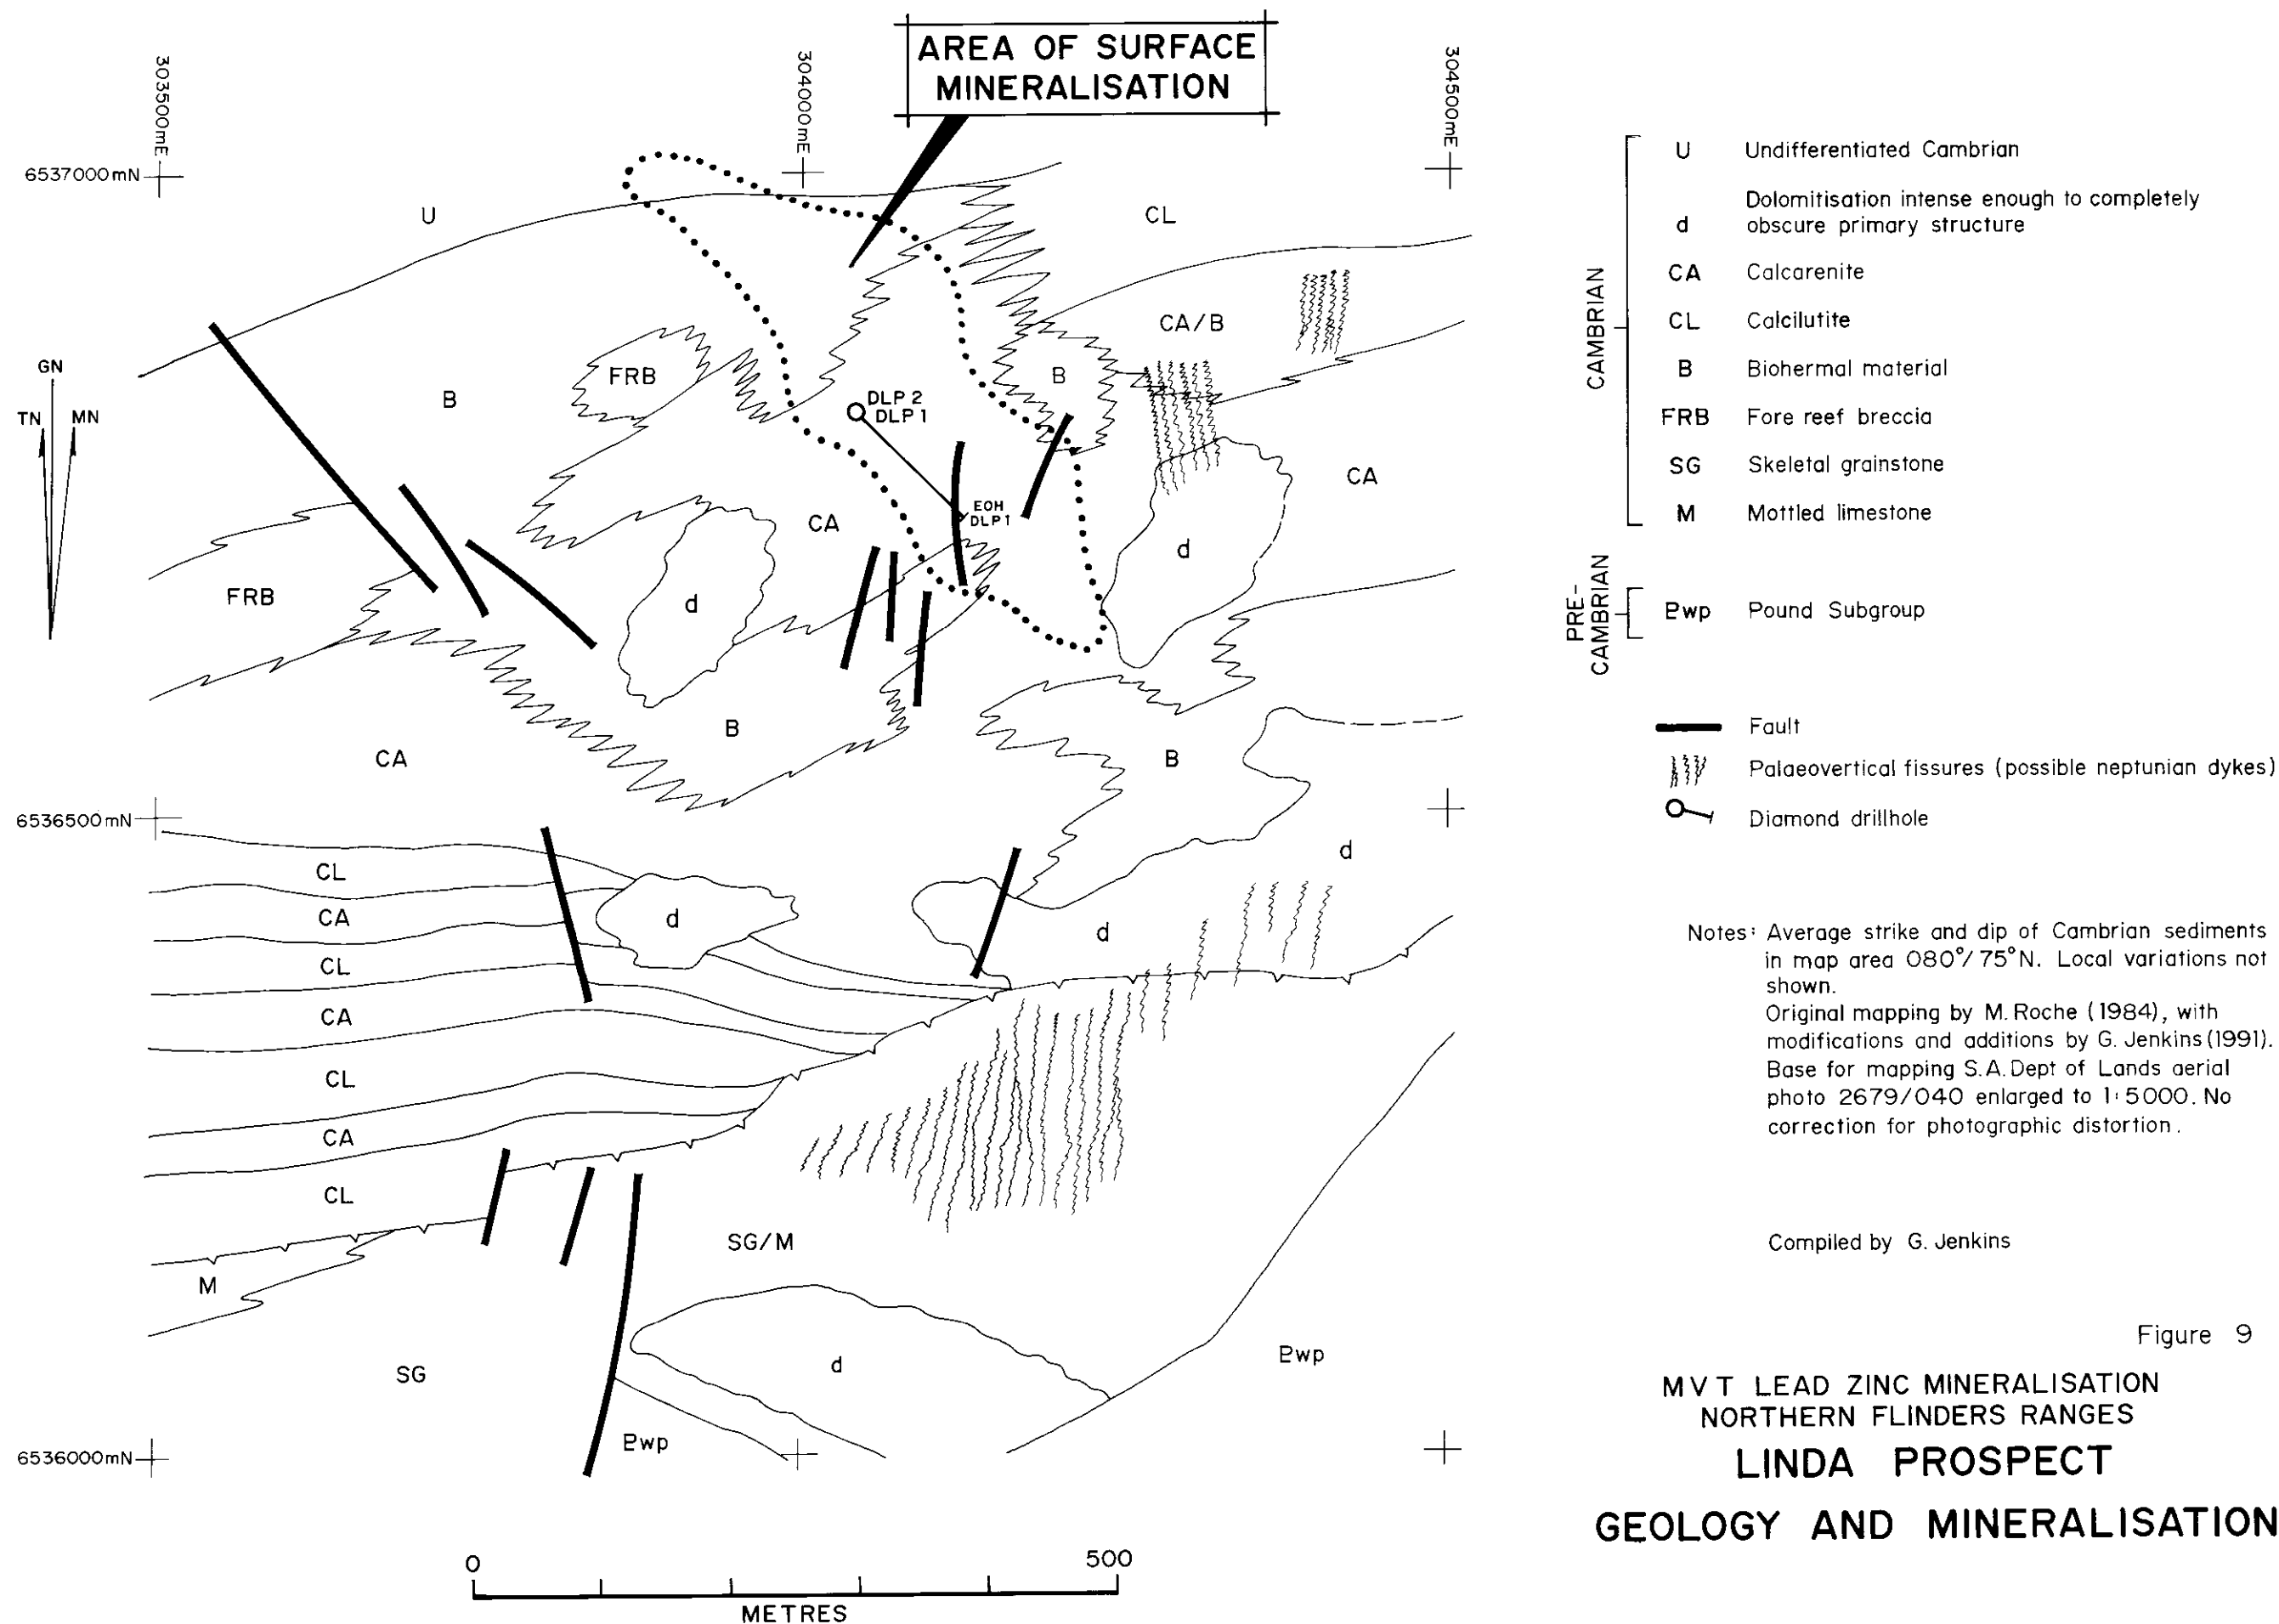 AREA OF SURFACE
MINERALISATION
303500mE
304000mE
304500mE
6537000mN
U
CL
CA/B
FRB
B
B
DLP 2
DLP 1
GN
TN
MN
CA
CA
EOH
DLP 1
d
d
FRB
B
CA
B
6536500mN
CL
d
CA
d
d
CL
CA
CL
CA
CL
SG/M
M
SG
d
Ꞓwp
Ꞓwp
6536000mN
0
500
METRES
CAMBRIAN
U Undifferentiated Cambrian
Dolomitisation intense enough to completely
d obscure primary structure
CA Calcarenite
CL Calcilutite
B Biohermal material
FRB Fore reef breccia
SG Skeletal grainstone
M Mottled limestone
PRE-
CAMBRIAN
Ꞓwp Pound Subgroup
Fault
Palaeovertical fissures (possible neptunian dykes)
Diamond drillhole
Notes: Average strike and dip of Cambrian sediments
in map area 080°/75°N. Local variations not
shown.
Original mapping by M. Roche (1984), with
modifications and additions by G. Jenkins (1991).
Base for mapping S.A. Dept of Lands aerial
photo 2679/040 enlarged to 1:5000. No
correction for photographic distortion.
Compiled by G. Jenkins
Figure 9
MVT LEAD ZINC MINERALISATION
NORTHERN FLINDERS RANGES
LINDA PROSPECT
GEOLOGY AND MINERALISATION